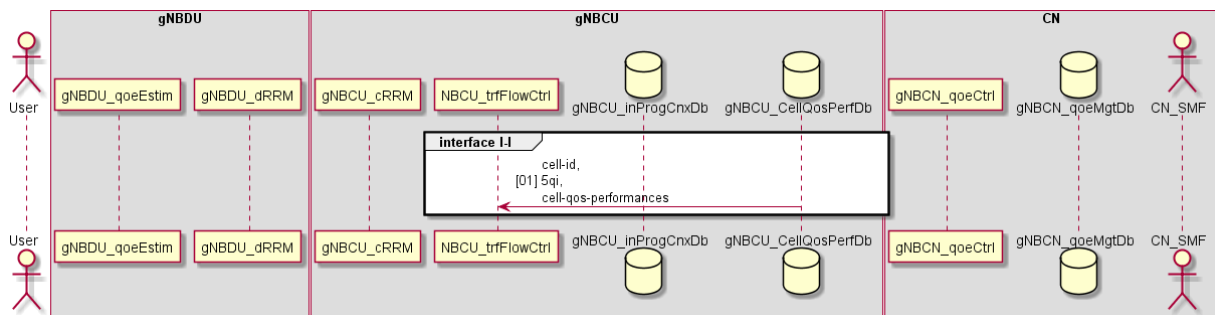 gNBDU gNBCU CN
User gNBDU_qoeEstim gNBDU_dRRM gNBCU_cRRM NBCU_trfFlowCtrl gNBCU_inProgCnxDb gNBCU_CellQosPerfDb gNBCN_qoeCtrl gNBCN_qoeMgtDb CN_SMF
interface I-I
cell-id,
[01] 5qi,
cell-qos-performances
User gNBDU_qoeEstim gNBDU_dRRM gNBCU_cRRM NBCU_trfFlowCtrl gNBCU_inProgCnxDb gNBCU_CellQosPerfDb gNBCN_qoeCtrl gNBCN_qoeMgtDb CN_SMF